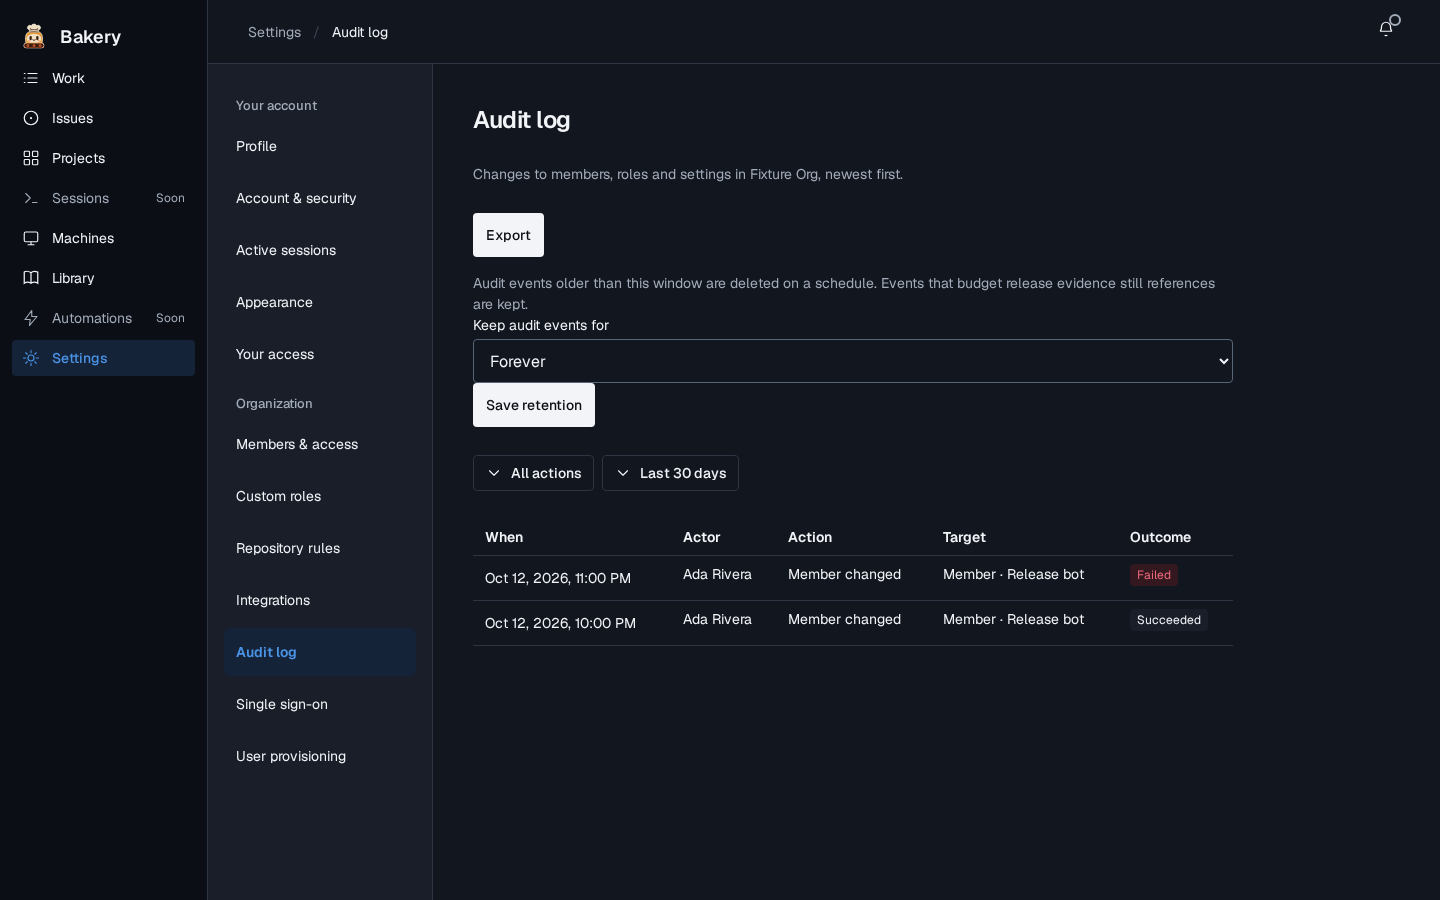 Bakery
Work
Issues
Projects
Sessions Soon
Machines
Library
Automations Soon
Settings
Settings / Audit log
Your account
Profile
Account & security
Active sessions
Appearance
Your access
Organization
Members & access
Custom roles
Repository rules
Integrations
Audit log
Single sign-on
User provisioning
Audit log
Changes to members, roles and settings in Fixture Org, newest first.
Export
Audit events older than this window are deleted on a schedule. Events that budget release evidence still references
are kept.
Keep audit events for
Forever
Save retention
All actions Last 30 days
When Actor Action Target Outcome
Oct 12, 2026, 11:00 PM Ada Rivera Member changed Member · Release bot Failed
Oct 12, 2026, 10:00 PM Ada Rivera Member changed Member · Release bot Succeeded